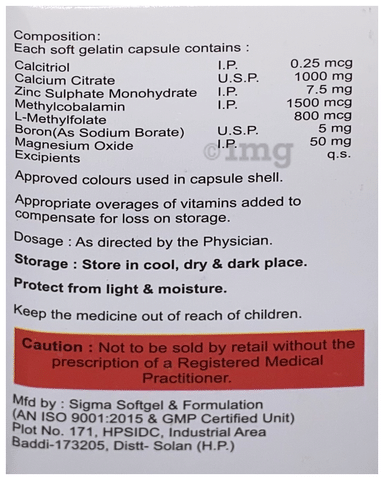 Composition:
Each soft gelatin capsule contains :
Calcitriol I.P. 0.25 mcg
Calcium Citrate U.S.P. 1000 mg
Zinc Sulphate Monohydrate I.P. 7.5 mg
Methylcobalamin I.P. 1500 mcg
L-Methylfolate 800 mcg
Boron(As Sodium Borate) U.S.P. 5 mg
Magnesium Oxide I.P. 50 mg
Excipients q.s.
©1mg
Approved colours used in capsule shell.
Appropriate overages of vitamins added to
compensate for loss on storage.
Dosage : As directed by the Physician.
Storage : Store in cool, dry & dark place.
Protect from light & moisture.
Keep the medicine out of reach of children.
Caution : Not to be sold by retail without the
prescription of a Registered Medical
Practitioner.
Mfd by : Sigma Softgel & Formulation
(AN ISO 9001:2015 & GMP Certified Unit)
Plot No. 171, HPSIDC, Industrial Area
Baddi-173205, Distt- Solan (H.P.)